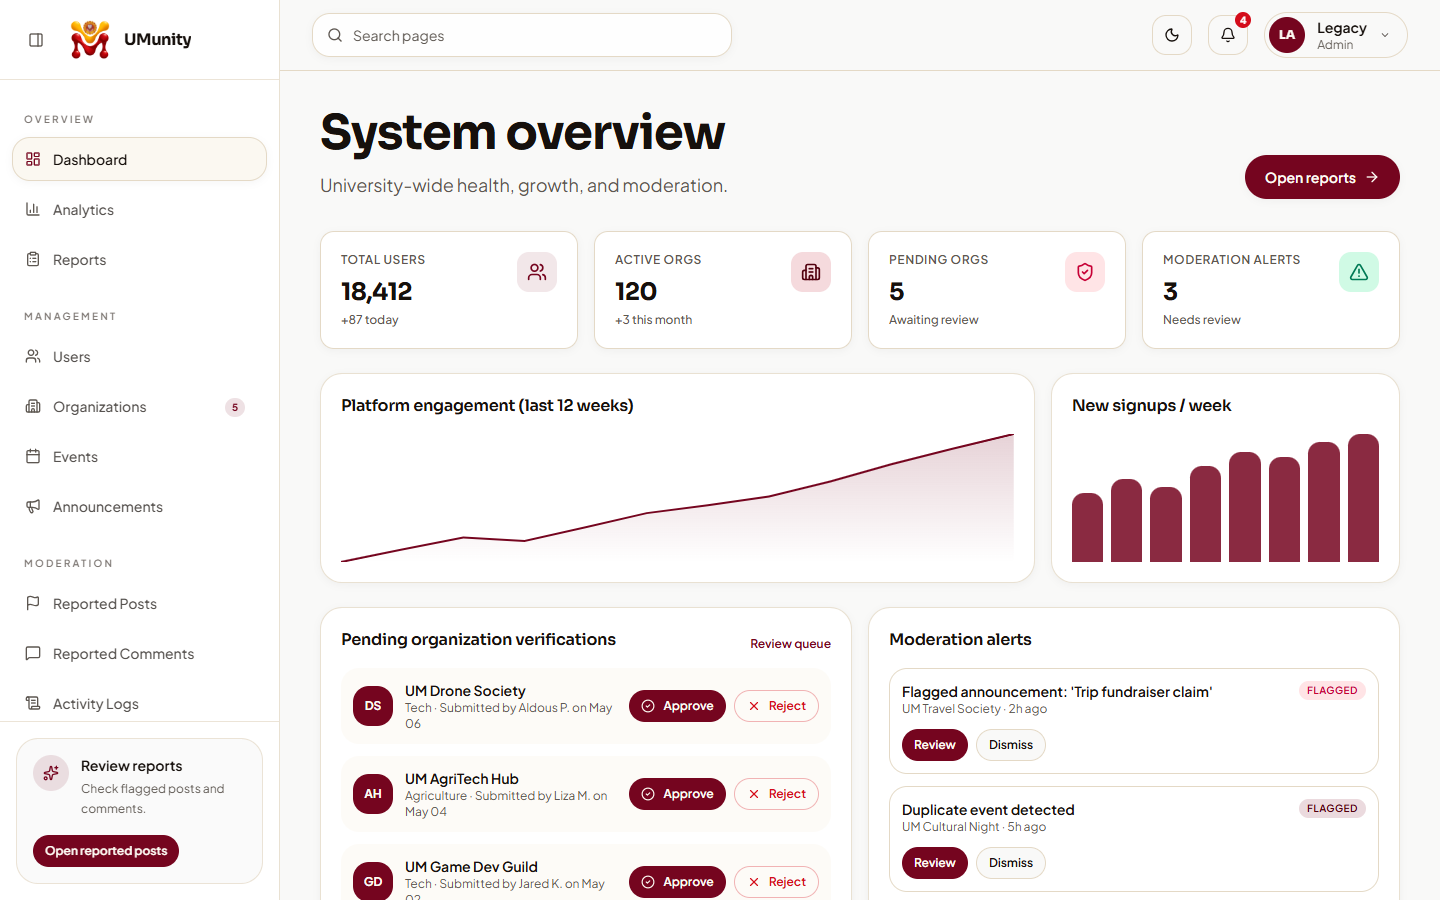 UMunity
Search pages
4
LA
Legacy
Admin
OVERVIEW
Dashboard
Analytics
Reports
MANAGEMENT
Users
Organizations
5
Events
Announcements
MODERATION
Reported Posts
Reported Comments
Activity Logs
Review reports
Check flagged posts and
comments.
Open reported posts
System overview
University-wide health, growth, and moderation.
Open reports
TOTAL USERS
18,412
+87 today
ACTIVE ORGS
120
+3 this month
PENDING ORGS
5
Awaiting review
MODERATION ALERTS
3
Needs review
Platform engagement (last 12 weeks)
New signups / week
Pending organization verifications
Review queue
DS
UM Drone Society
Tech · Submitted by Aldous P. on May
06
Approve
Reject
AH
UM AgriTech Hub
Agriculture · Submitted by Liza M. on
May 04
Approve
Reject
GD
UM Game Dev Guild
Tech · Submitted by Jared K. on May
02
Approve
Reject
Moderation alerts
Flagged announcement: 'Trip fundraiser claim'
FLAGGED
UM Travel Society · 2h ago
Review
Dismiss
Duplicate event detected
FLAGGED
UM Cultural Night · 5h ago
Review
Dismiss